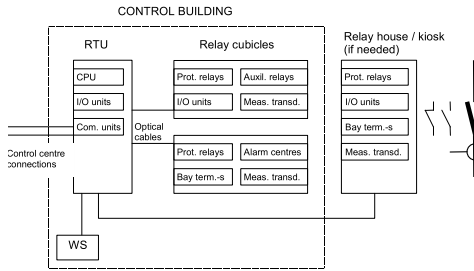 CONTROL BUILDING
RTU
Relay cubicles
Relay house / kiosk
(if needed)
CPU
I/O units
Com. units
Optical
cables
Control centre
connections
Prot. relays
Auxil. relays
I/O units
Meas. transd.
Prot. relays
Alarm centres
Bay term.-s
Meas. transd.
Prot. relays
I/O units
Bay term.-s
Meas. transd.
WS